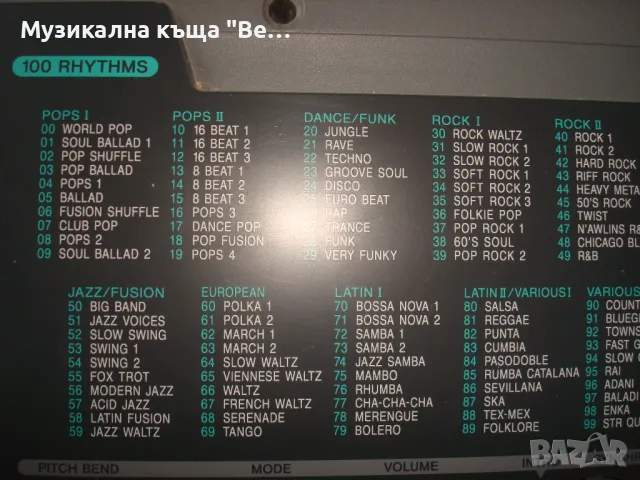 Музикална къща "Ве...
100 RHYTHMS
POPS I
00 WORLD POP
01 SOUL BALLAD 1
02 POP SHUFFLE
03 POP BALLAD
04 POPS 1
05 BALLAD
06 FUSION SHUFFLE
07 CLUB POP
08 POPS 2
09 SOUL BALLAD 2
POPS II
10 16 BEAT 1
11 16 BEAT 2
12 16 BEAT 3
13 8 BEAT 1
14 8 BEAT 2
15 8 BEAT 3
16 POPS 3
17 DANCE POP
18 POP FUSION
19 POPS 4
DANCE/FUNK
20 JUNGLE
21 RAVE
22 TECHNO
23 GROOVE SOUL
24 DISCO
25 EURO BEAT
RAP
27 TRANCE
28 FUNK
29 VERY FUNKY
ROCK I
30 ROCK WALTZ
31 SLOW ROCK 1
32 SLOW ROCK 2
33 SOFT ROCK 1
34 SOFT ROCK 2
35 SOFT ROCK 3
36 FOLKIE POP
37 POP ROCK 1
38 60'S SOUL
39 POP ROCK 2
ROCK II
40 ROCK 1
41 ROCK 2
42 HARD ROCK
43 RIFF ROCK
44 HEAVY META
45 50'S ROCK
46 TWIST
47 N'AWLINS R&
48 CHICAGO BL
49 R&B
JAZZ/FUSION
50 BIG BAND
51 JAZZ VOICES
52 SLOW SWING
53 SWING 1
54 SWING 2
55 FOX TROT
56 MODERN JAZZ
57 ACID JAZZ
58 LATIN FUSION
59 JAZZ WALTZ
EUROPEAN
60 POLKA 1
61 POLKA 2
62 MARCH 1
63 MARCH 2
64 SLOW WALTZ
65 VIENNESE WALTZ
66 WALTZ
67 FRENCH WALTZ
68 SERENADE
69 TANGO
LATIN I
70 BOSSA NOVA 1
71 BOSSA NOVA 2
72 SAMBA 1
73 SAMBA 2
74 JAZZ SAMBA
75 MAMBO
76 RHUMBA
77 CHA-CHA-CHA
78 MERENGUE
79 BOLERO
LATIN II/VARIOUS I
80 SALSA
81 REGGAE
82 PUNTA
83 CUMBIA
84 PASODOBLE
85 RUMBA CATALANA
86 SEVILLANA
87 SKA
88 TEX-MEX
89 FOLKLORE
VARIOUS
90 COUNT
91 BLUEG
92 TOWNS
93 FAST G
94 SLOW
95 RAI
96 ADANI
97 BALADI
98 ENKA
99 STR QU
PITCH BEND
MODE
VOLUME
bazar